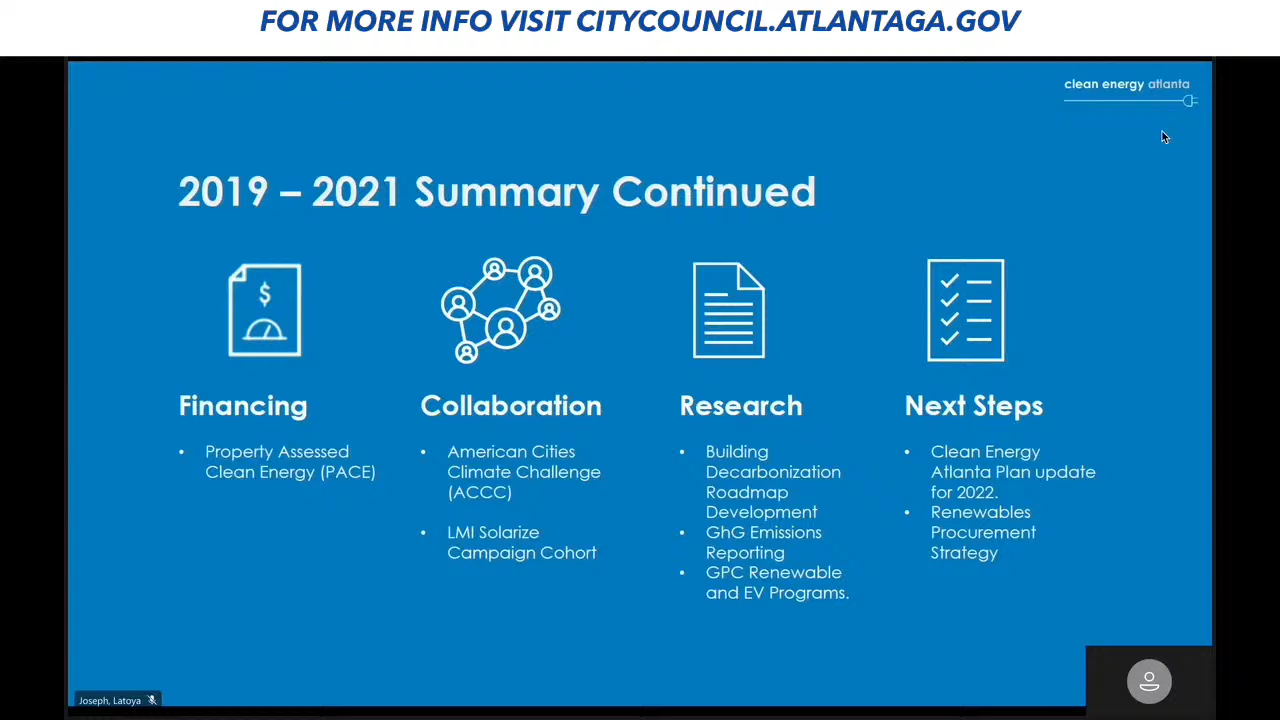 FOR MORE INFO VISIT CITYCOUNCIL.ATLANTAGA.GOV
clean energy atlanta
2019 – 2021 Summary Continued
$
Financing
• Property Assessed
Clean Energy (PACE)
Collaboration
• American Cities
Climate Challenge
(ACCC)
• LMI Solarize
Campaign Cohort
Research
• Building
Decarbonization
Roadmap
Development
• GhG Emissions
Reporting
• GPC Renewable
and EV Programs.
Next Steps
• Clean Energy
Atlanta Plan update
for 2022.
• Renewables
Procurement
Strategy
Joseph, Latoya